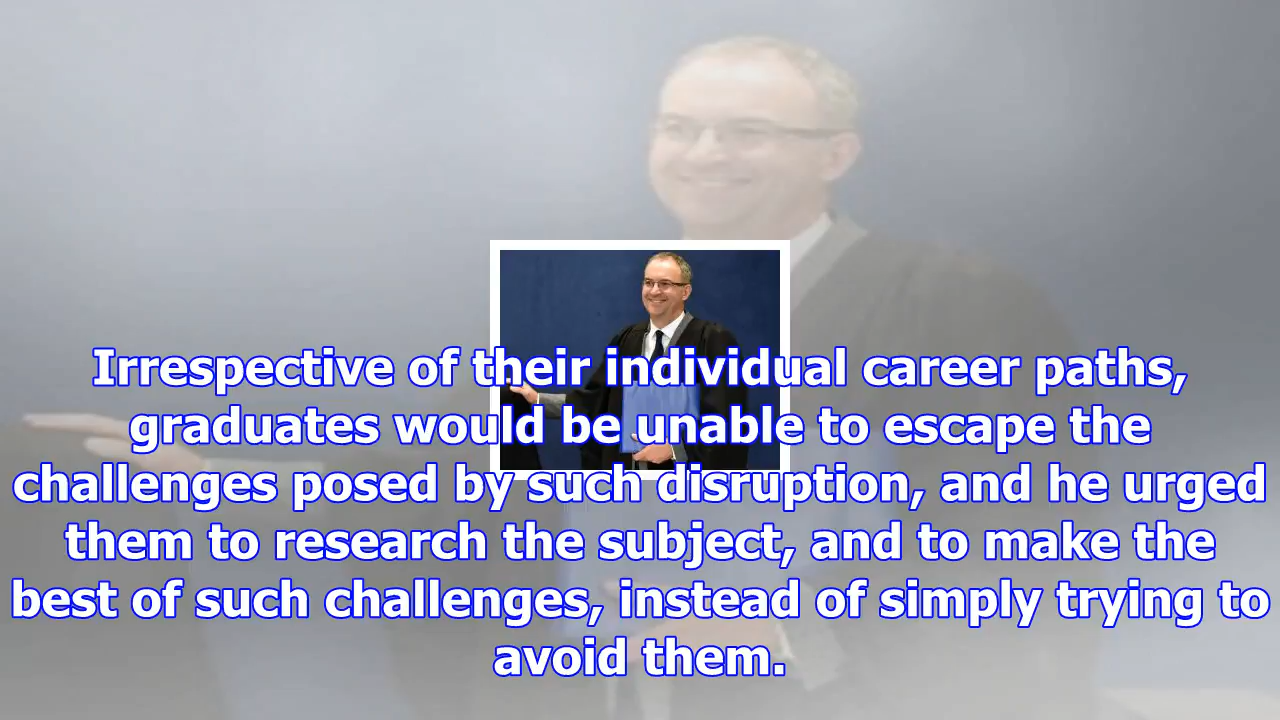 Irrespective of their individual career paths,
graduates would be unable to escape the
challenges posed by such disruption, and he urged
them to research the subject, and to make the
best of such challenges, instead of simply trying to
avoid them.